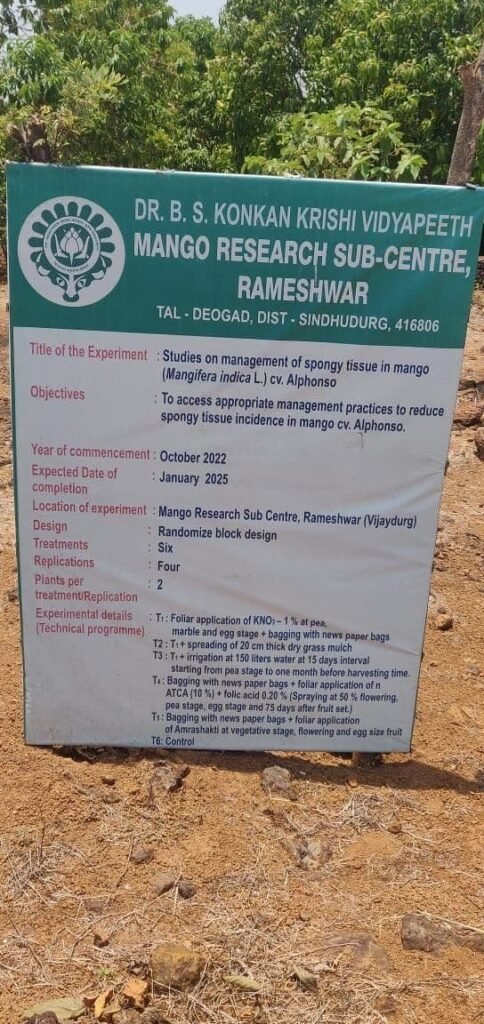 DR. B. S. KONKAN KRISHI VIDYAPEETH
MANGO RESEARCH SUB-CENTRE,
RAMESHWAR
TAL - DEOGAD, DIST - SINDHUDURG, 416806
Title of the Experiment : Studies on management of spongy tissue in mango
(Mangifera indica L.) cv. Alphonso
Objectives : To access appropriate management practices to reduce
spongy tissue incidence in mango cv. Alphonso.
Year of commencement : October 2022
Expected Date of
completion : January 2025
Location of experiment : Mango Research Sub Centre, Rameshwar (Vijaydurg)
Design : Randomize block design
Treatments : Six
Replications : Four
Plants per
treatment/Replication : 2
Experimental details
(Technical programme) : T₁ : Foliar application of KNO₃ – 1 % at pea,
marble and egg stage + bagging with news paper bags
T2 : T₁ + spreading of 20 cm thick dry grass mulch
T3 : T₁ + irrigation at 150 liters water at 15 days interval
starting from pea stage to one month before harvesting time.
T₄ : Bagging with news paper bags + foliar application of n
ATCA (10 %) + folic acid 0.20 % (Spraying at 50 % flowering,
pea stage, egg stage and 75 days after fruit set.)
T₅ : Bagging with news paper bags + foliar application
of Amrashakti at vegetative stage, flowering and egg size fruit
T6: Control